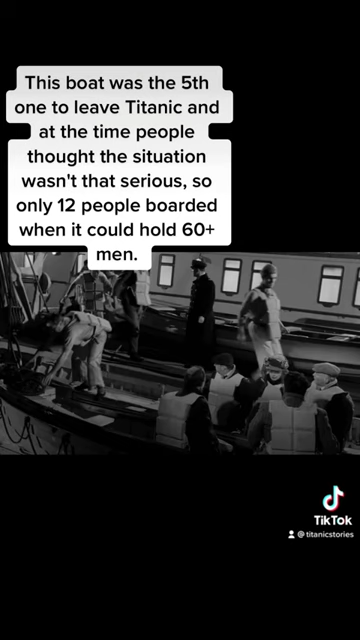 This boat was the 5th
one to leave Titanic and
at the time people
thought the situation
wasn't that serious, so
only 12 people boarded
when it could hold 60+
men.
TikTok
@titanicstories